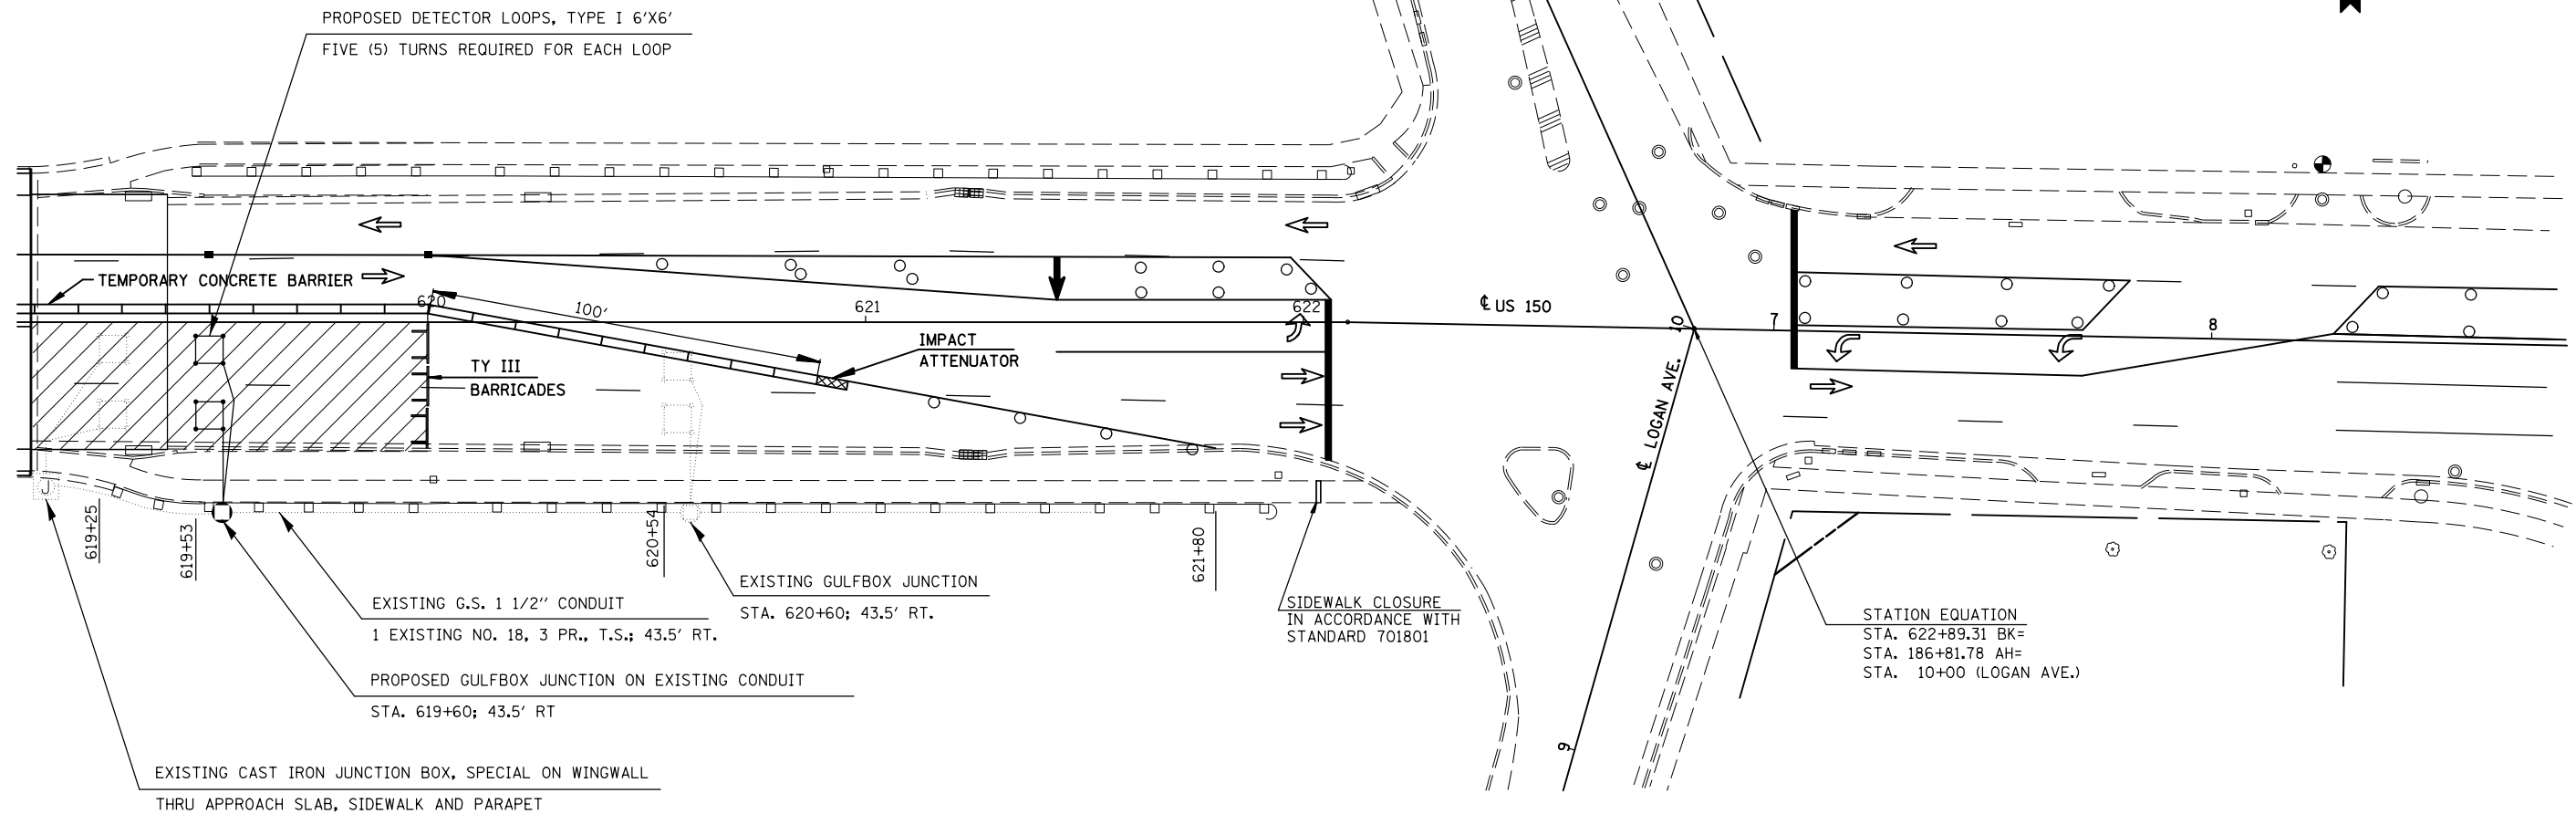 PROPOSED DETECTOR LOOPS, TYPE I 6'X6'
FIVE (5) TURNS REQUIRED FOR EACH LOOP
TEMPORARY CONCRETE BARRIER
620
100'
621
622
℄ US 150
10
7
8
IMPACT
ATTENUATOR
TY III
BARRICADES
℄ LOGAN AVE.
J
619+25
619+53
620+54
621+80
EXISTING GULFBOX JUNCTION
STA. 620+60; 43.5' RT.
EXISTING G.S. 1 1/2" CONDUIT
1 EXISTING NO. 18, 3 PR., T.S.; 43.5' RT.
SIDEWALK CLOSURE
IN ACCORDANCE WITH
STANDARD 701801
STATION EQUATION
STA. 622+89.31 BK=
STA. 186+81.78 AH=
STA. 10+00 (LOGAN AVE.)
PROPOSED GULFBOX JUNCTION ON EXISTING CONDUIT
STA. 619+60; 43.5' RT
9
EXISTING CAST IRON JUNCTION BOX, SPECIAL ON WINGWALL
THRU APPROACH SLAB, SIDEWALK AND PARAPET